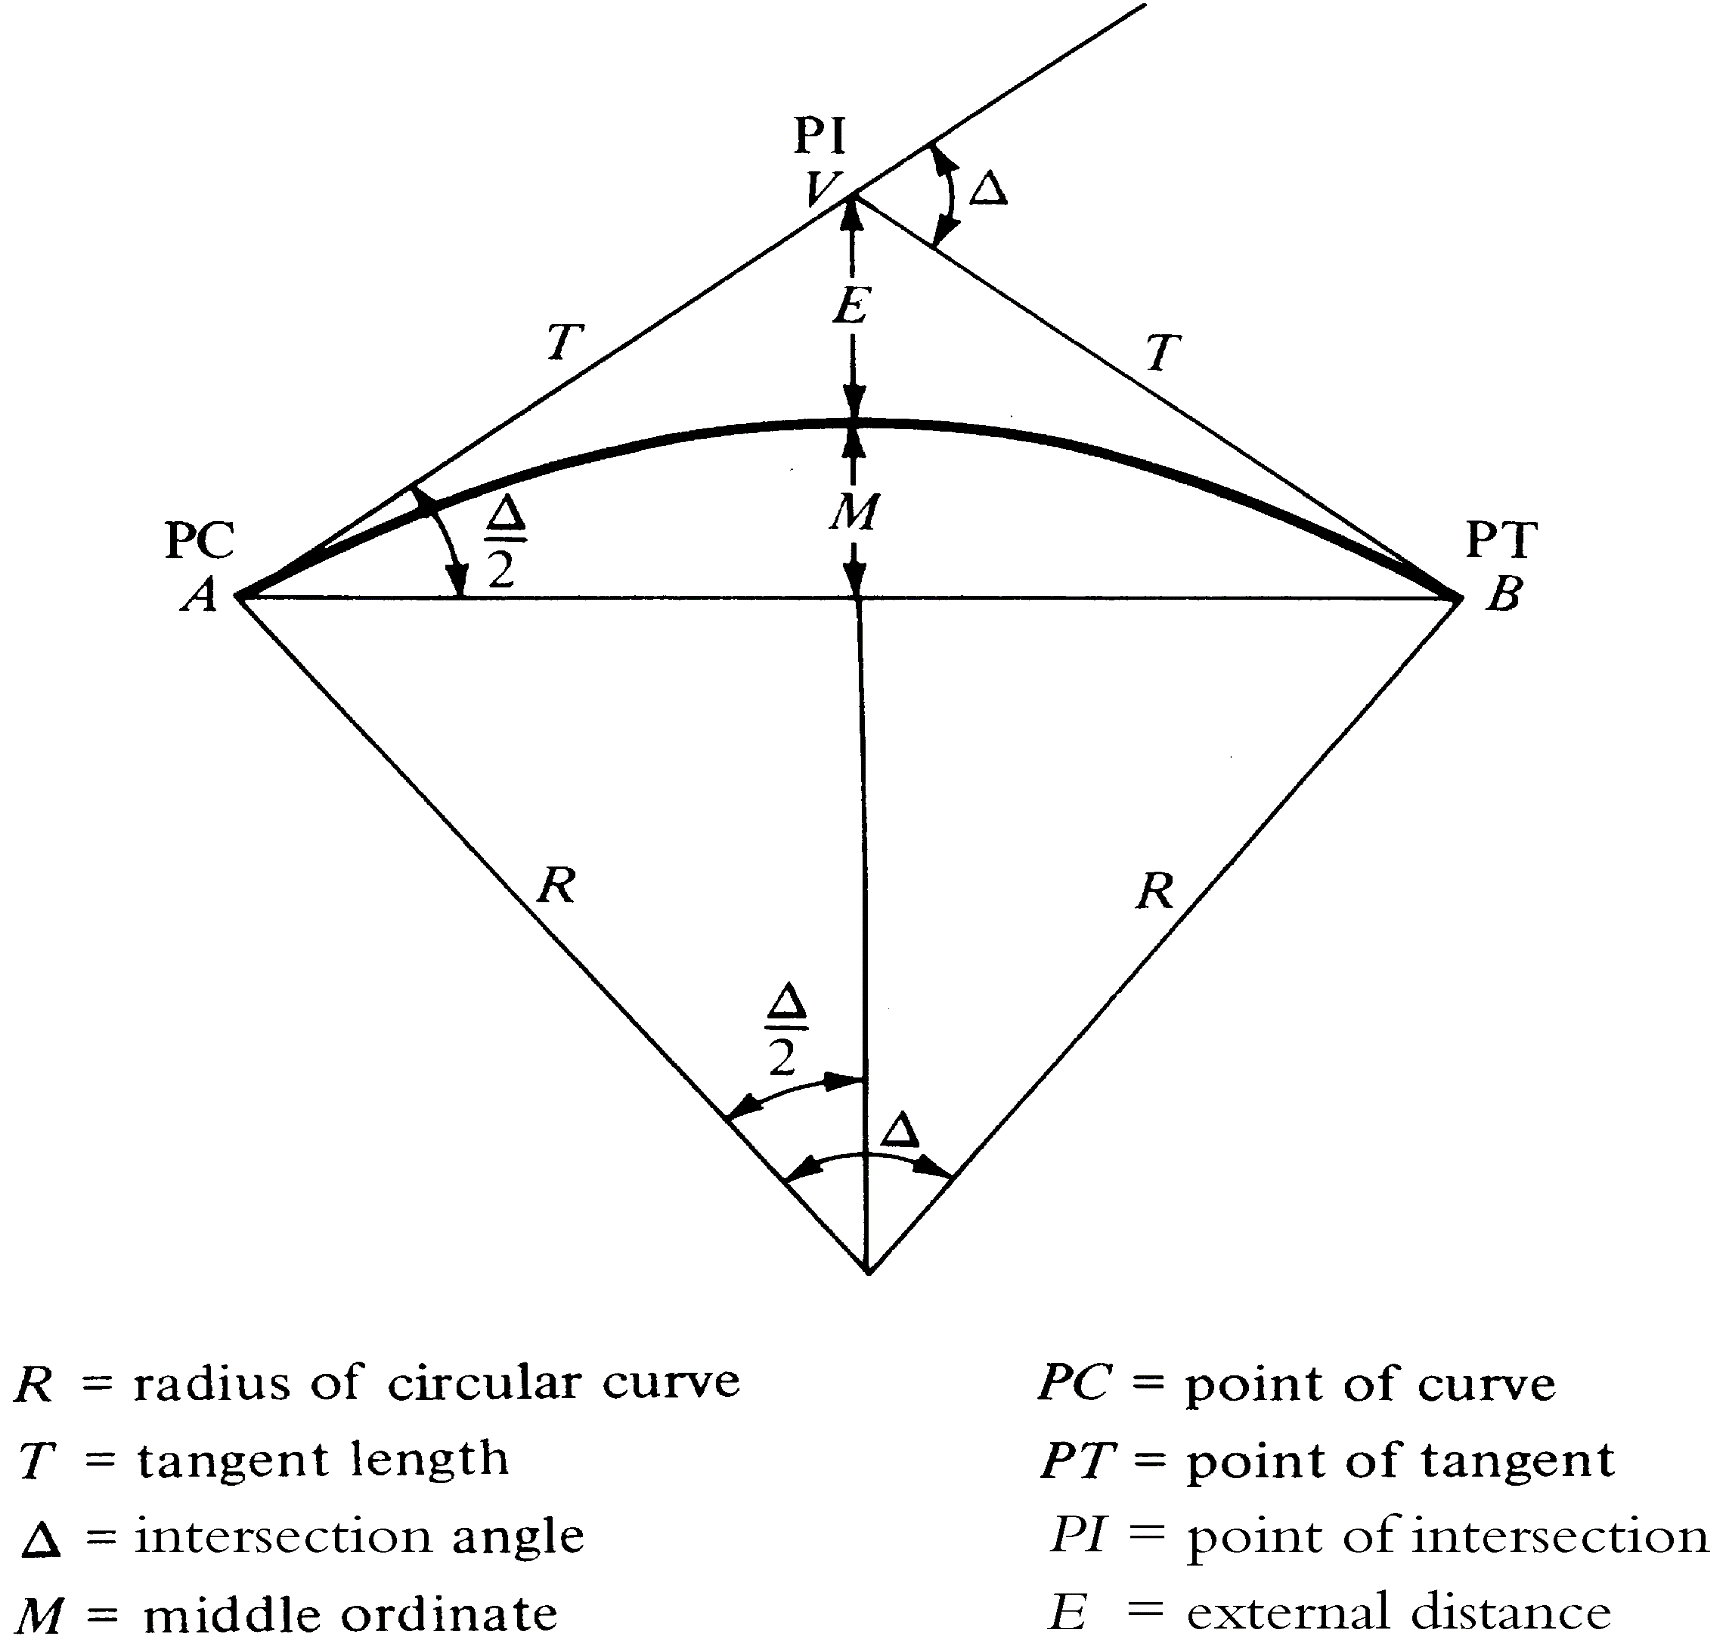 PI
V
Δ
E
T
T
M
PC
Δ/2
PT
A
B
R
R
Δ/2
Δ
R = radius of circular curve
T = tangent length
Δ = intersection angle
M = middle ordinate
PC = point of curve
PT = point of tangent
PI = point of intersection
E = external distance